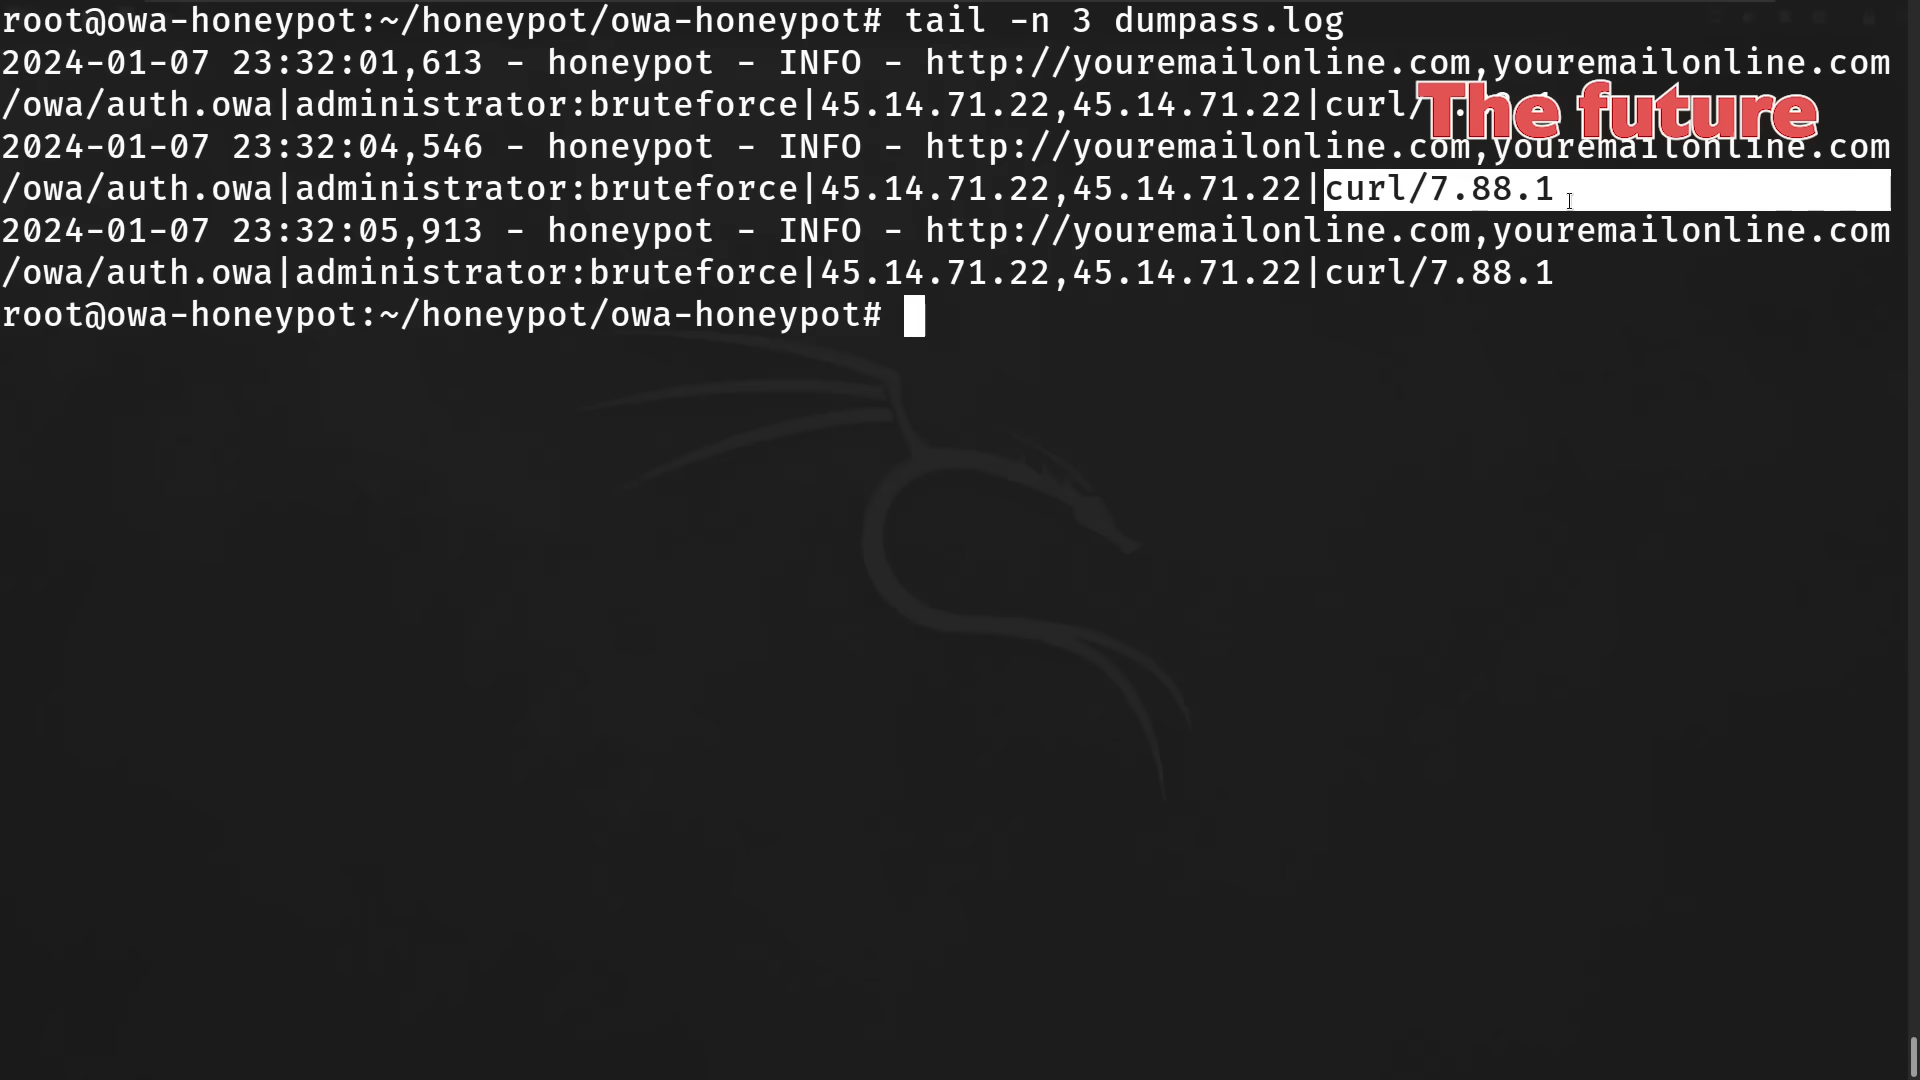 root@owa-honeypot:~/honeypot/owa-honeypot# tail -n 3 dumpass.log
2024-01-07 23:32:01,613 - honeypot - INFO - http://youremailonline.com,youremailonline.com
/owa/auth.owa|administrator:bruteforce|45.14.71.22,45.14.71.22|curl/
The future
2024-01-07 23:32:04,546 - honeypot - INFO - http://youremailonline.com,youremailonline.com
/owa/auth.owa|administrator:bruteforce|45.14.71.22,45.14.71.22|curl/7.88.1
2024-01-07 23:32:05,913 - honeypot - INFO - http://youremailonline.com,youremailonline.com
/owa/auth.owa|administrator:bruteforce|45.14.71.22,45.14.71.22|curl/7.88.1
root@owa-honeypot:~/honeypot/owa-honeypot#